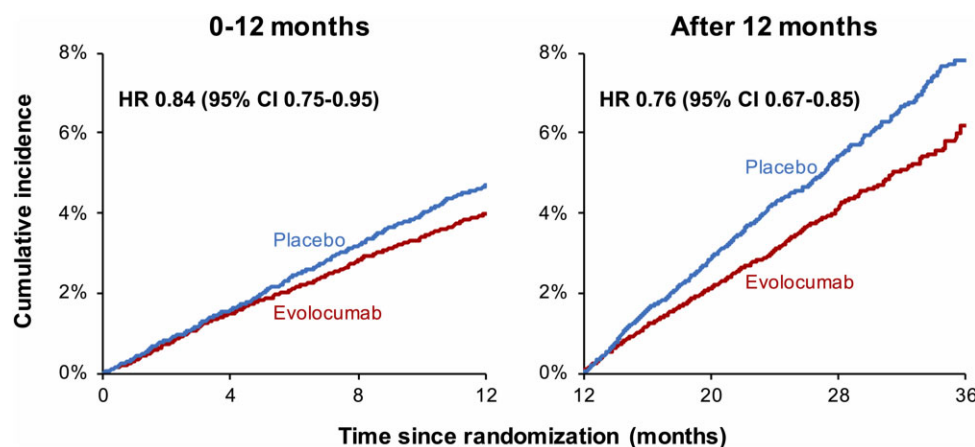 0-12 months
8%
6%
4%
2%
0%
HR 0.84 (95% CI 0.75-0.95)
Placebo
Evolocumab
0
4
8
12
Cumulative incidence
After 12 months
8%
6%
4%
2%
0%
HR 0.76 (95% CI 0.67-0.85)
Placebo
Evolocumab
12
20
28
36
Time since randomization (months)